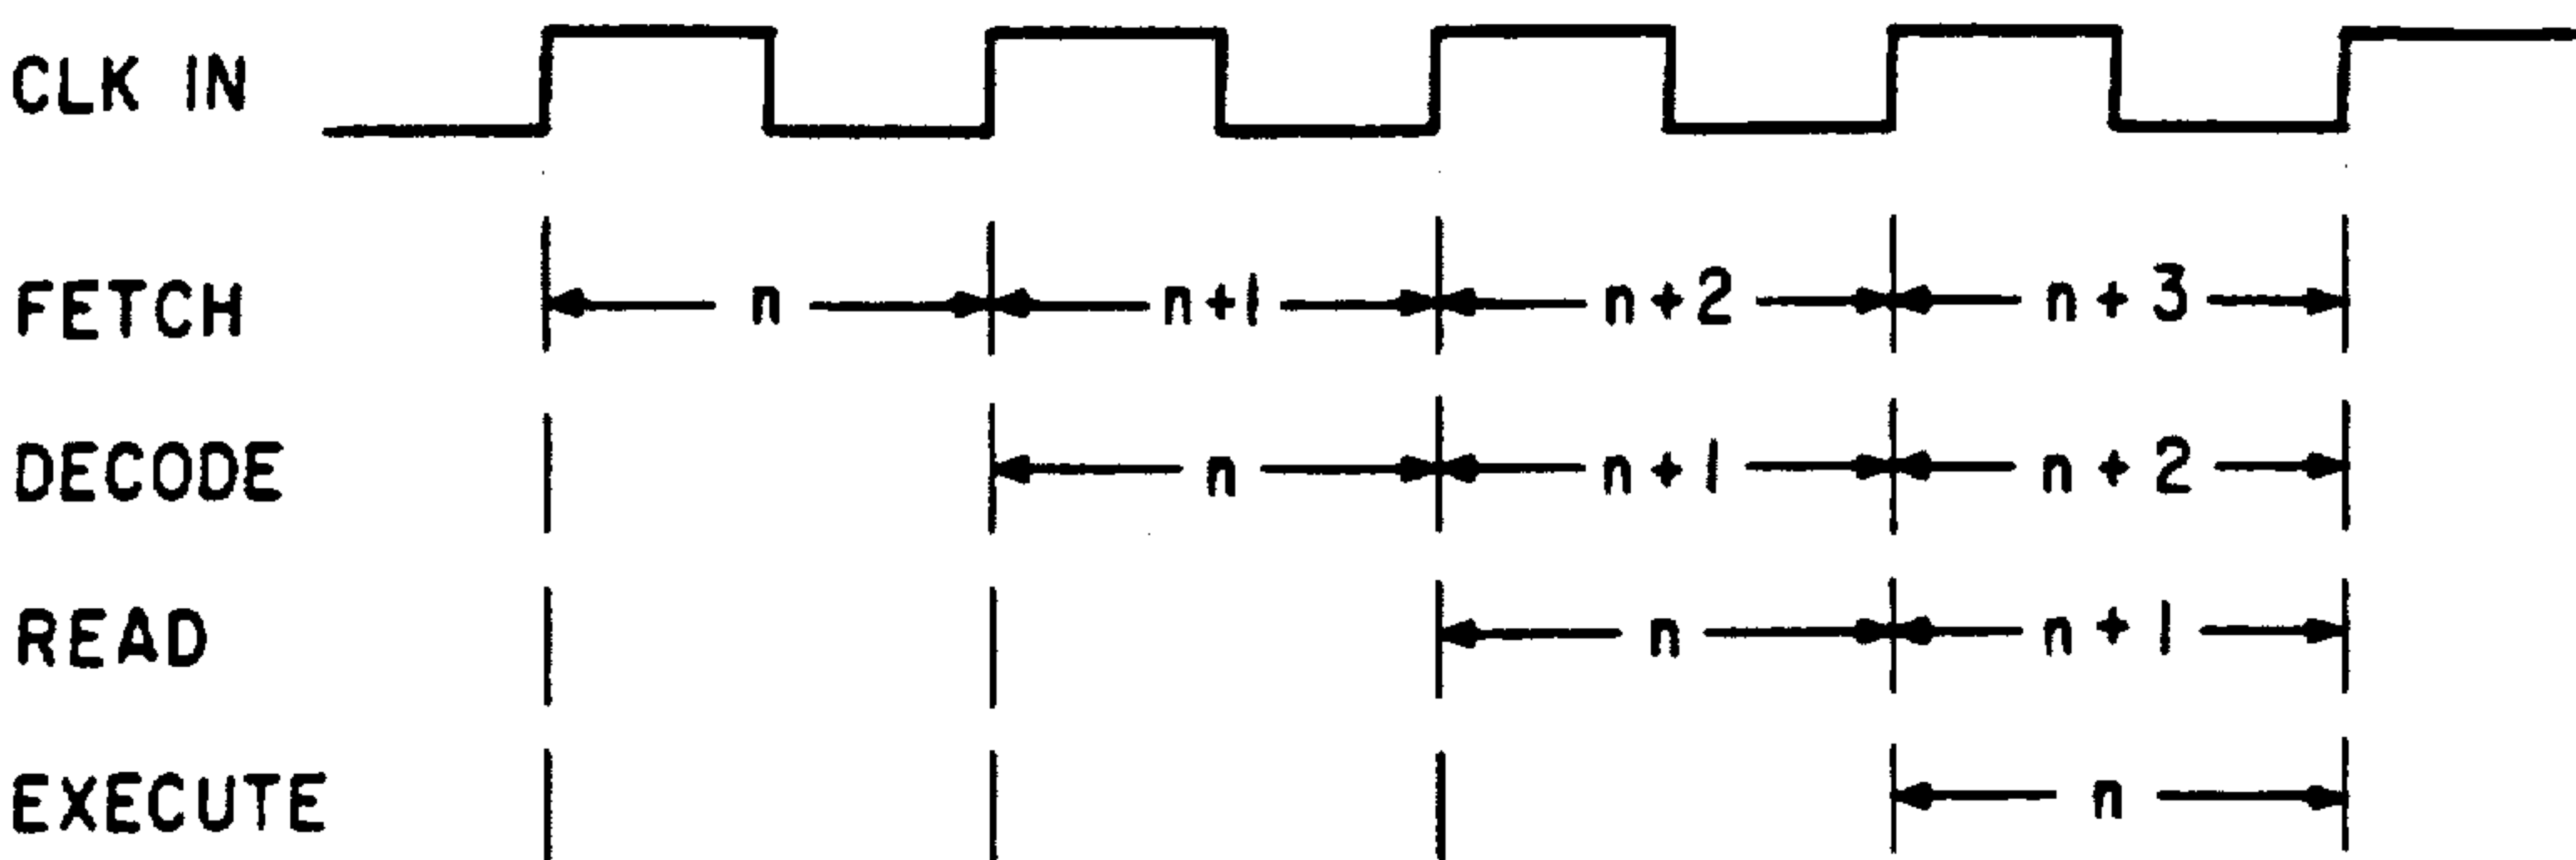 CLK IN
FETCH n n+1 n+2 n+3
DECODE n n+1 n+2
READ n n+1
EXECUTE n